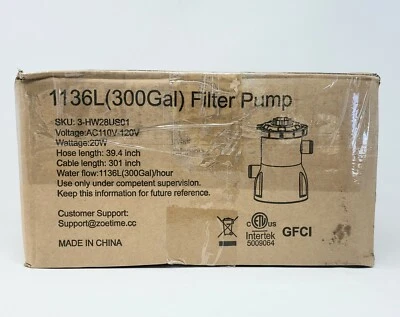 1136L(300Gal) Filter Pump
SKU: 3-HW28US01
Voltage:AC110V-120V
Wattage:20W
Hose length: 39.4 inch
Cable length: 301 inch
Water flow:1136L(300Gal)/hour
Use only under competent supervision.
Keep this information for future reference.
Customer Support:
Support@zoetime.cc
MADE IN CHINA
ETL
C US
Intertek
5009064
GFCI